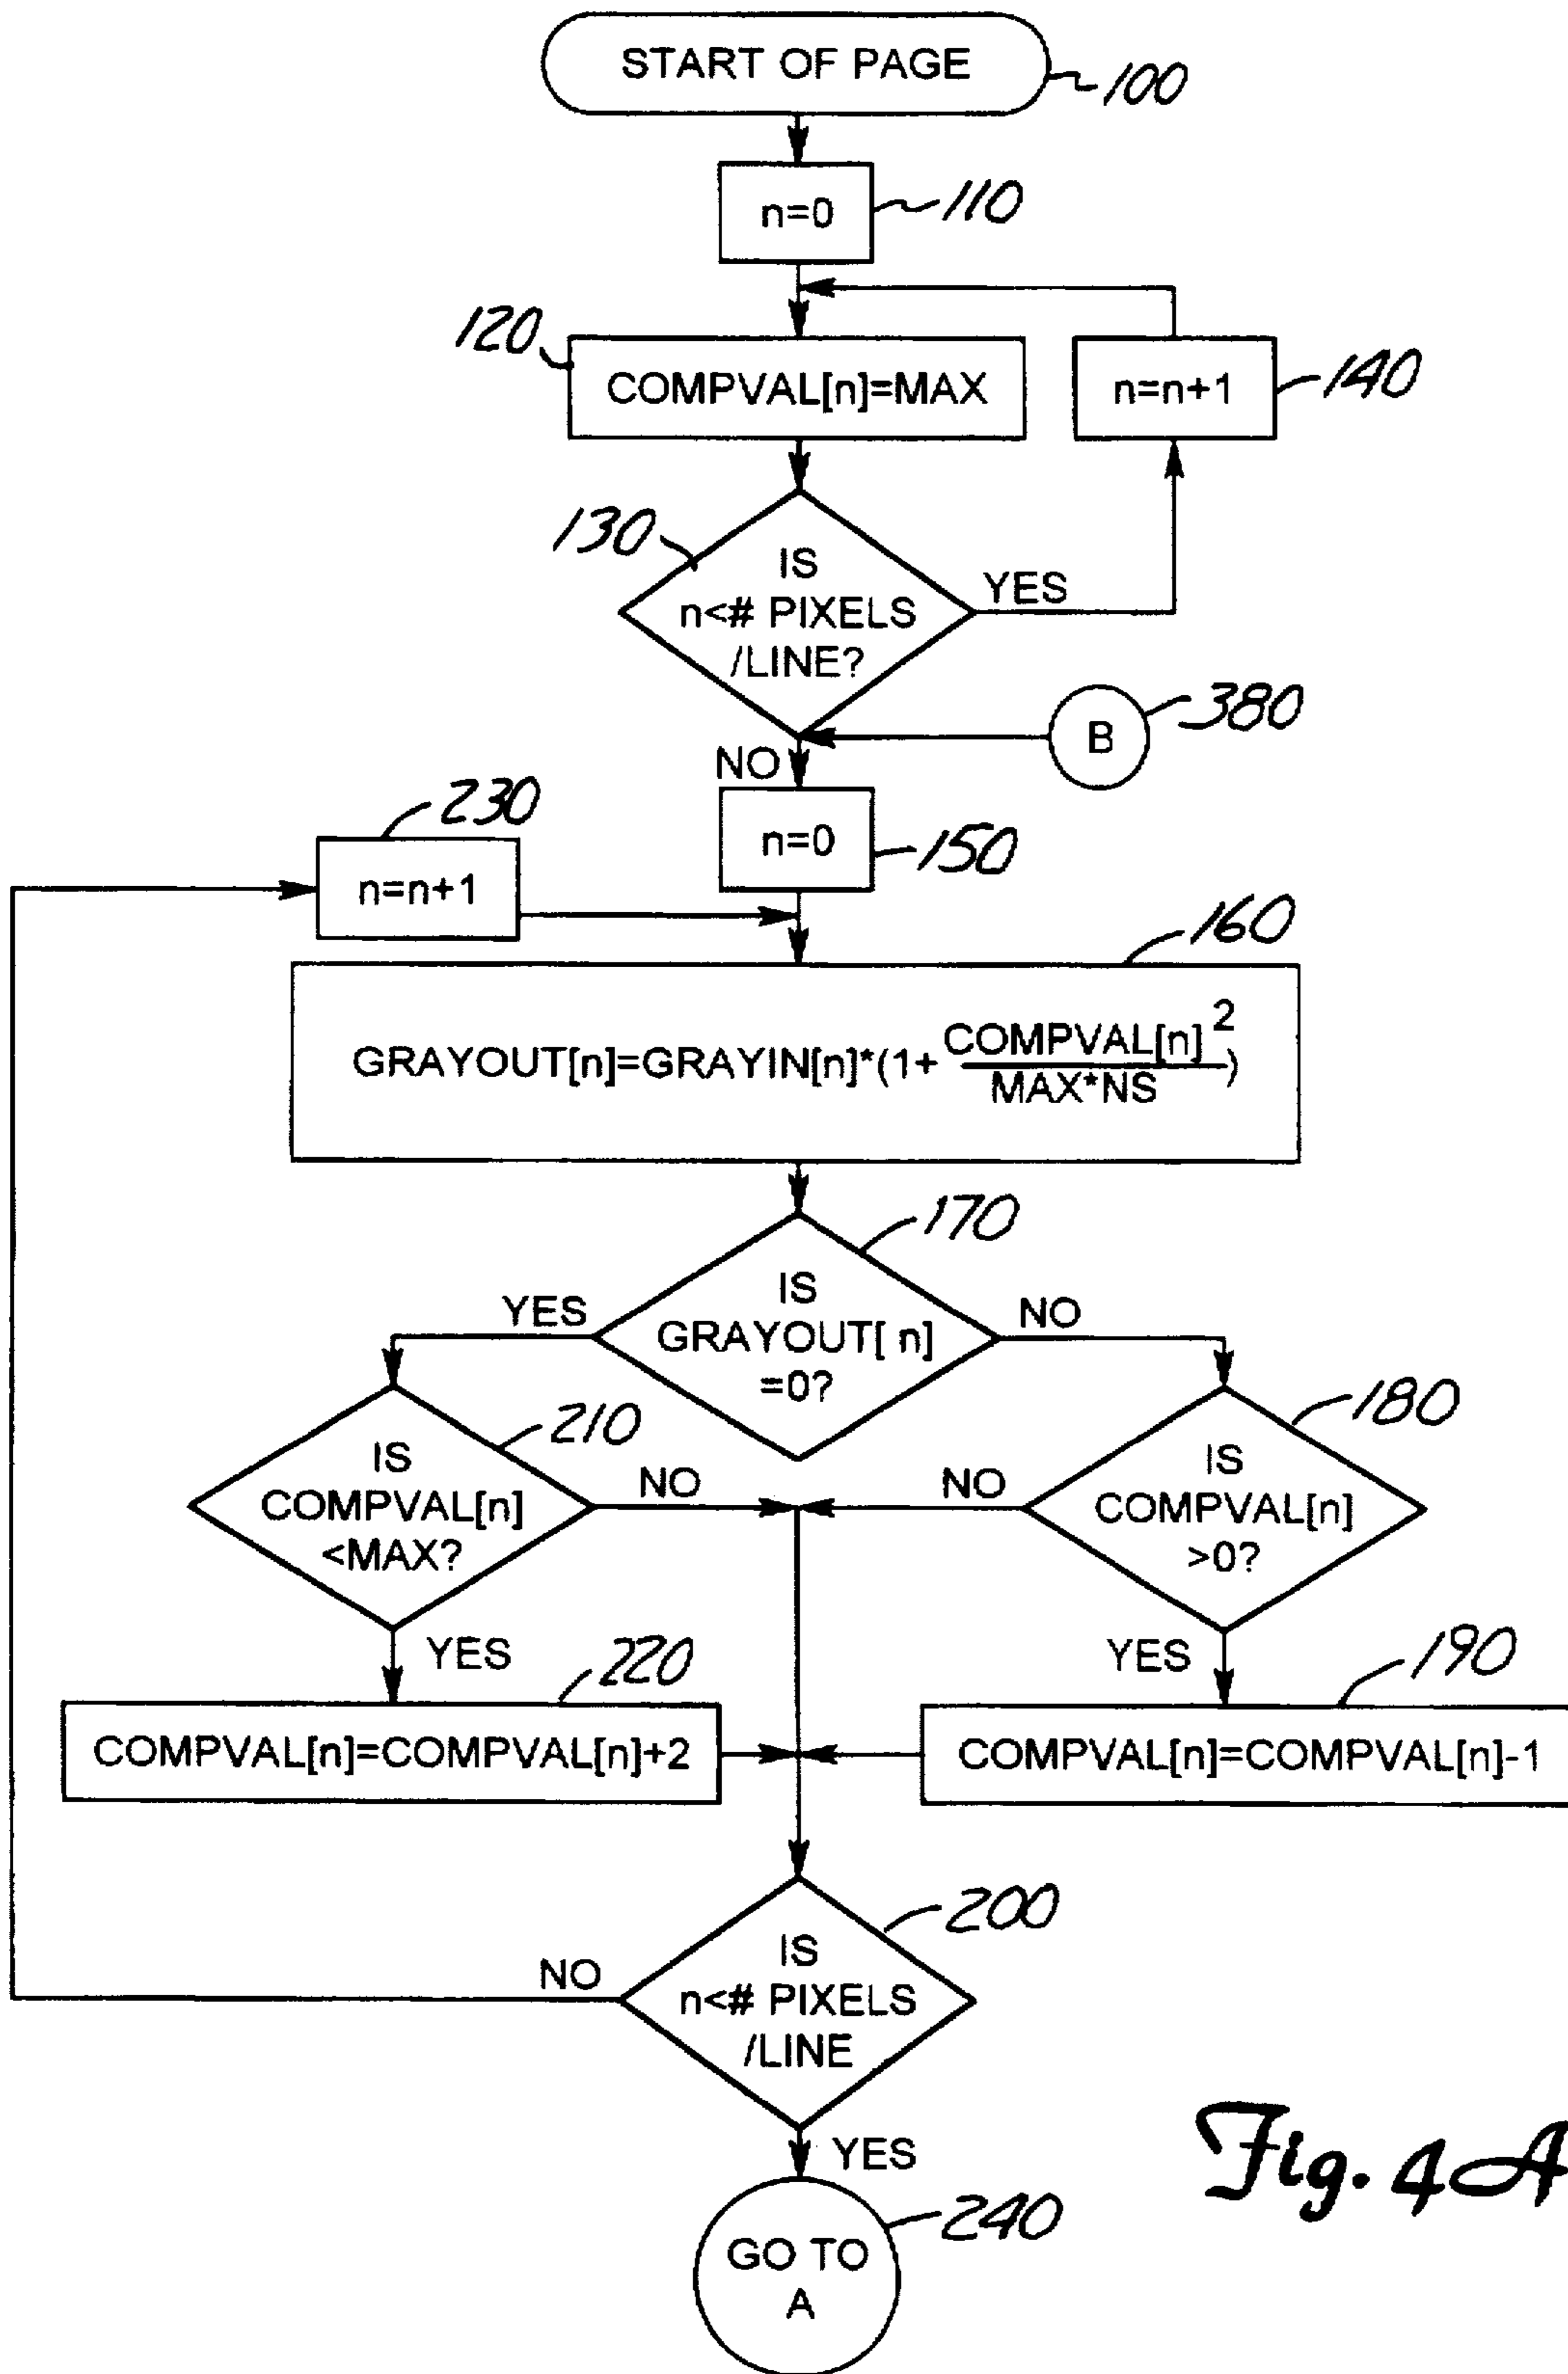 START OF PAGE
100
n=0
110
120
COMPVAL[n]=MAX
n=n+1
140
130
IS
n<# PIXELS
/LINE?
YES
B
380
NO
230
n=n+1
n=0
150
160
GRAYOUT[n]=GRAYIN[n]*(1+ COMPVAL[n]²
MAX*NS )
170
IS
GRAYOUT[ n]
=0?
YES
NO
210
IS
COMPVAL[n]
<MAX?
NO
180
IS
COMPVAL[n]
>0?
NO
YES
220
COMPVAL[n]=COMPVAL[n]+2
YES
190
COMPVAL[n]=COMPVAL[n]-1
200
IS
n<# PIXELS
/LINE
NO
YES
240
GO TO
A
Fig. 4A